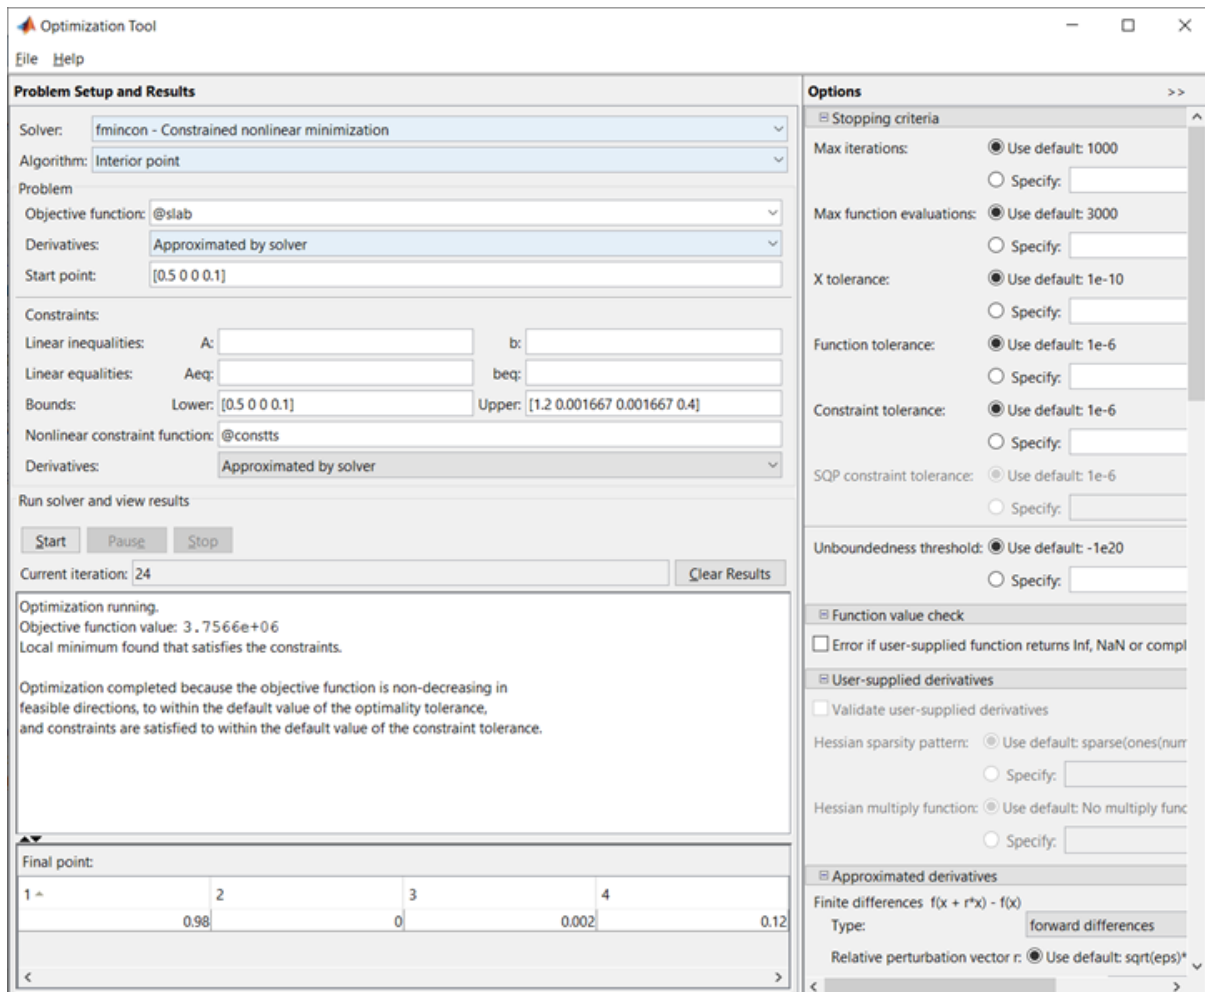 Optimization Tool
File Help
Problem Setup and Results
Solver: fmincon - Constrained nonlinear minimization
Algorithm: Interior point
Problem
Objective function: @slab
Derivatives: Approximated by solver
Start point: [0.5 0 0 0.1]
Constraints:
Linear inequalities: A: b:
Linear equalities: Aeq: beq:
Bounds: Lower: [0.5 0 0 0.1] Upper: [1.2 0.001667 0.001667 0.4]
Nonlinear constraint function: @constts
Derivatives: Approximated by solver
Run solver and view results
Start Pause Stop
Current iteration: 24 Clear Results
Optimization running.
Objective function value: 3.7566e+06
Local minimum found that satisfies the constraints.
Optimization completed because the objective function is non-decreasing in
feasible directions, to within the default value of the optimality tolerance,
and constraints are satisfied to within the default value of the constraint tolerance.
Final point:
1 2 3 4
0.98 0 0.002 0.12
Options >>
Stopping criteria
Max iterations: Use default: 1000
Specify:
Max function evaluations: Use default: 3000
Specify:
X tolerance: Use default: 1e-10
Specify:
Function tolerance: Use default: 1e-6
Specify:
Constraint tolerance: Use default: 1e-6
Specify:
SQP constraint tolerance: Use default: 1e-6
Specify:
Unboundedness threshold: Use default: -1e20
Specify:
Function value check
Error if user-supplied function returns Inf, NaN or compl
User-supplied derivatives
Validate user-supplied derivatives
Hessian sparsity pattern: Use default: sparse(ones(num
Specify:
Hessian multiply function: Use default: No multiply func
Specify:
Approximated derivatives
Finite differences f(x + r*x) - f(x)
Type: forward differences
Relative perturbation vector r: Use default: sqrt(eps)*